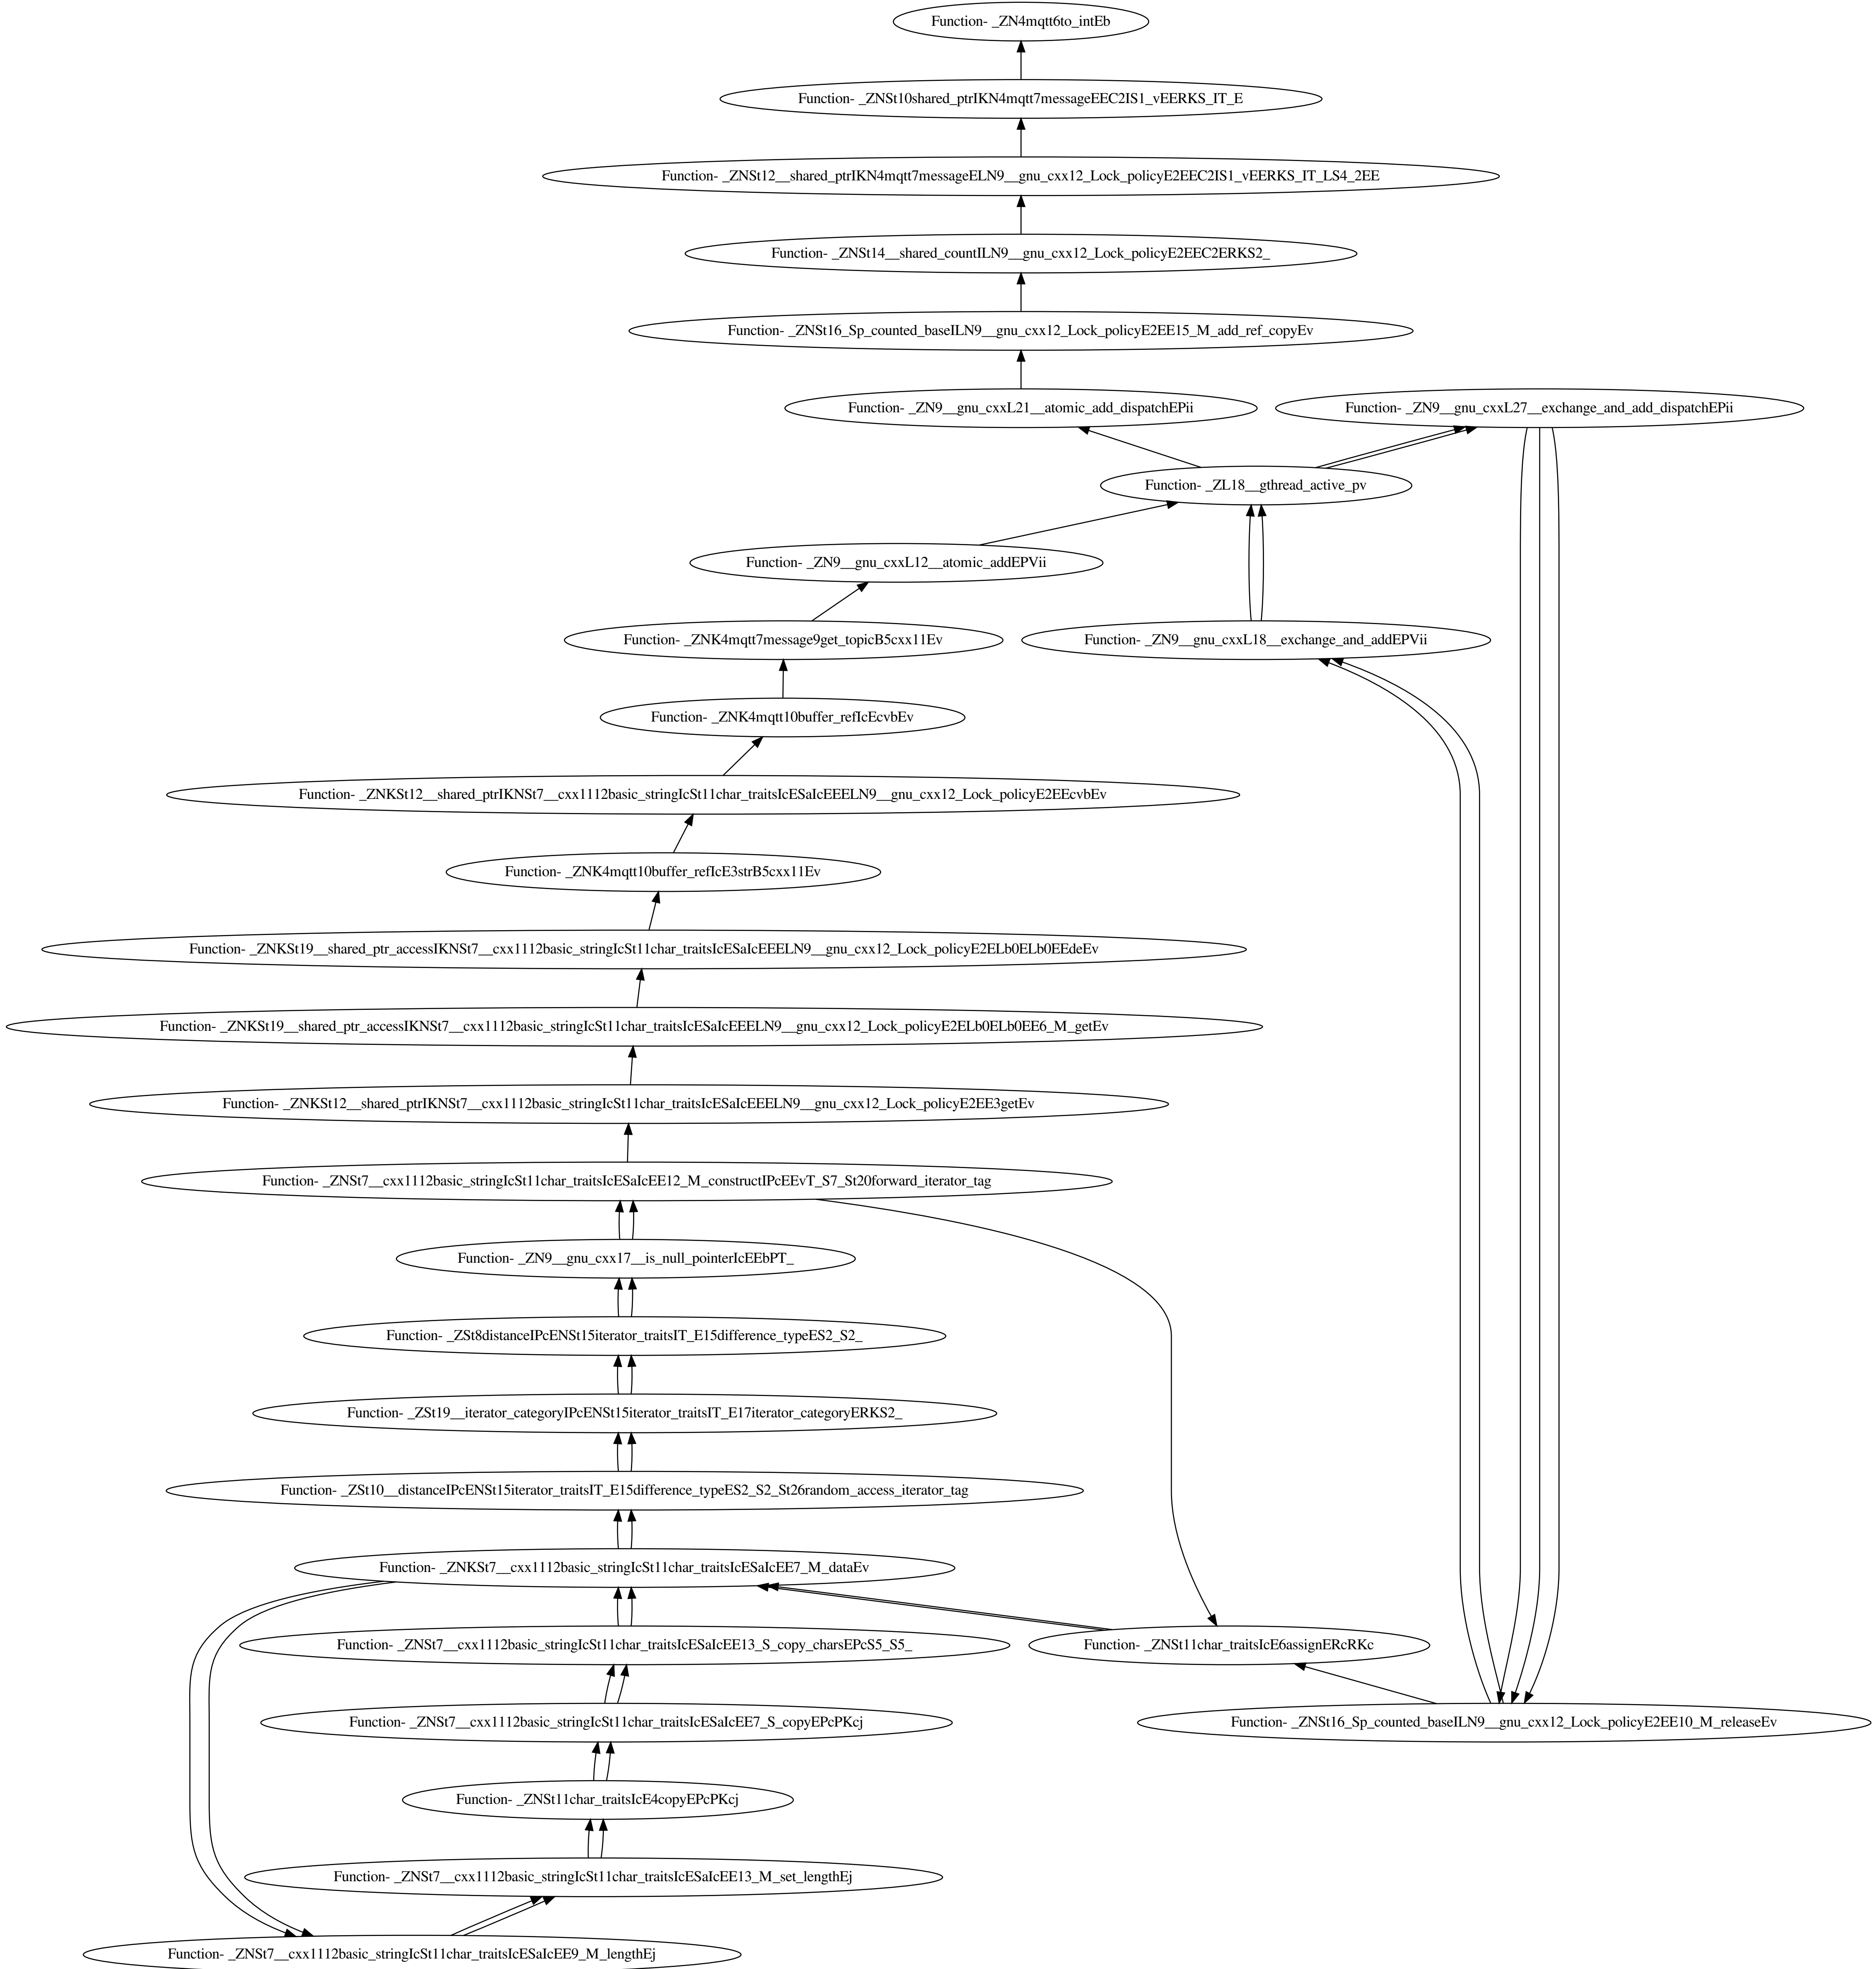 Function- _ZN4mqtt6to_intEb
Function- _ZNSt10shared_ptrIKN4mqtt7messageEEC2IS1_vEERKS_IT_E
Function- _ZNSt12__shared_ptrIKN4mqtt7messageELN9__gnu_cxx12_Lock_policyE2EEC2IS1_vEERKS_IT_LS4_2EE
Function- _ZNSt14__shared_countILN9__gnu_cxx12_Lock_policyE2EEC2ERKS2_
Function- _ZNSt16_Sp_counted_baseILN9__gnu_cxx12_Lock_policyE2EE15_M_add_ref_copyEv
Function- _ZN9__gnu_cxxL21__atomic_add_dispatchEPii
Function- _ZN9__gnu_cxxL27__exchange_and_add_dispatchEPii
Function- _ZL18__gthread_active_pv
Function- _ZN9__gnu_cxxL12__atomic_addEPVii
Function- _ZNK4mqtt7message9get_topicB5cxx11Ev
Function- _ZN9__gnu_cxxL18__exchange_and_addEPVii
Function- _ZNK4mqtt10buffer_refIcEcvbEv
Function- _ZNKSt12__shared_ptrIKNSt7__cxx1112basic_stringIcSt11char_traitsIcESaIcEEELN9__gnu_cxx12_Lock_policyE2EEcvbEv
Function- _ZNK4mqtt10buffer_refIcE3strB5cxx11Ev
Function- _ZNKSt19__shared_ptr_accessIKNSt7__cxx1112basic_stringIcSt11char_traitsIcESaIcEEELN9__gnu_cxx12_Lock_policyE2ELb0ELb0EEdeEv
Function- _ZNKSt19__shared_ptr_accessIKNSt7__cxx1112basic_stringIcSt11char_traitsIcESaIcEEELN9__gnu_cxx12_Lock_policyE2ELb0ELb0EE6_M_getEv
Function- _ZNKSt12__shared_ptrIKNSt7__cxx1112basic_stringIcSt11char_traitsIcESaIcEEELN9__gnu_cxx12_Lock_policyE2EE3getEv
Function- _ZNSt7__cxx1112basic_stringIcSt11char_traitsIcESaIcEE12_M_constructIPcEEvT_S7_St20forward_iterator_tag
Function- _ZN9__gnu_cxx17__is_null_pointerIcEEbPT_
Function- _ZSt8distanceIPcENSt15iterator_traitsIT_E15difference_typeES2_S2_
Function- _ZSt19__iterator_categoryIPcENSt15iterator_traitsIT_E17iterator_categoryERKS2_
Function- _ZSt10__distanceIPcENSt15iterator_traitsIT_E15difference_typeES2_S2_St26random_access_iterator_tag
Function- _ZNKSt7__cxx1112basic_stringIcSt11char_traitsIcESaIcEE7_M_dataEv
Function- _ZNSt7__cxx1112basic_stringIcSt11char_traitsIcESaIcEE13_S_copy_charsEPcS5_S5_
Function- _ZNSt11char_traitsIcE6assignERcRKc
Function- _ZNSt7__cxx1112basic_stringIcSt11char_traitsIcESaIcEE7_S_copyEPcPKcj
Function- _ZNSt16_Sp_counted_baseILN9__gnu_cxx12_Lock_policyE2EE10_M_releaseEv
Function- _ZNSt11char_traitsIcE4copyEPcPKcj
Function- _ZNSt7__cxx1112basic_stringIcSt11char_traitsIcESaIcEE13_M_set_lengthEj
Function- _ZNSt7__cxx1112basic_stringIcSt11char_traitsIcESaIcEE9_M_lengthEj